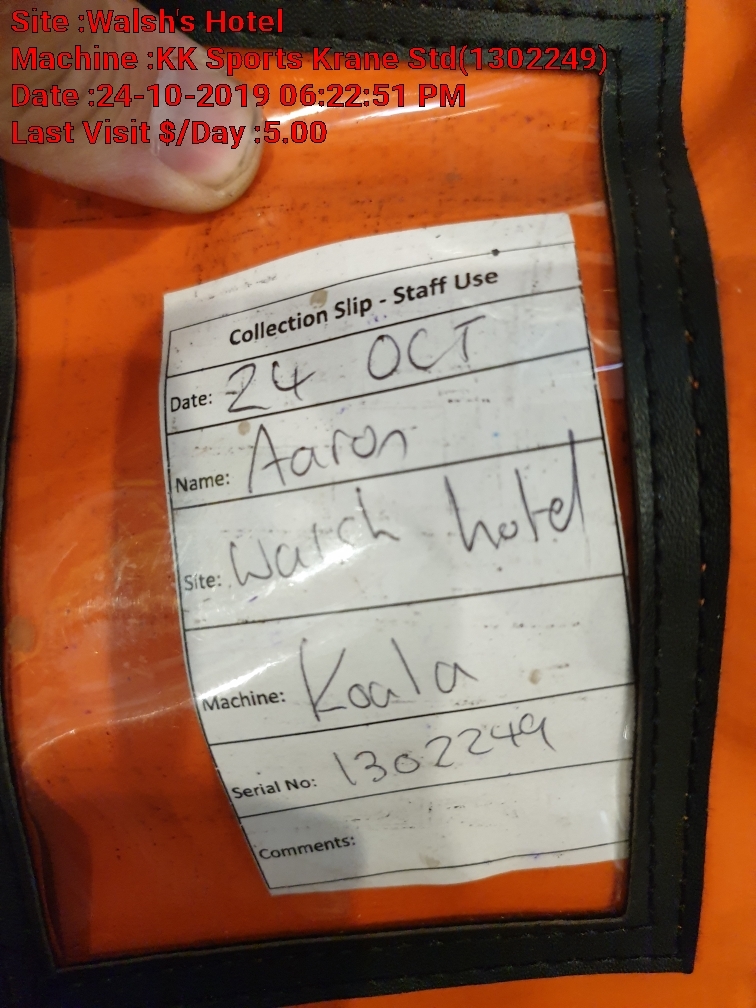 Site :Walsh's Hotel
Machine :KK Sports Krane Std(1302249)
Date :24-10-2019 06:22:51 PM
Last Visit $/Day :5.00
Collection Slip - Staff Use
Date: 24 OCT
Name: Aaron
Site: Walsh hotel
Machine: Koala
Serial No: 1302249
Comments: